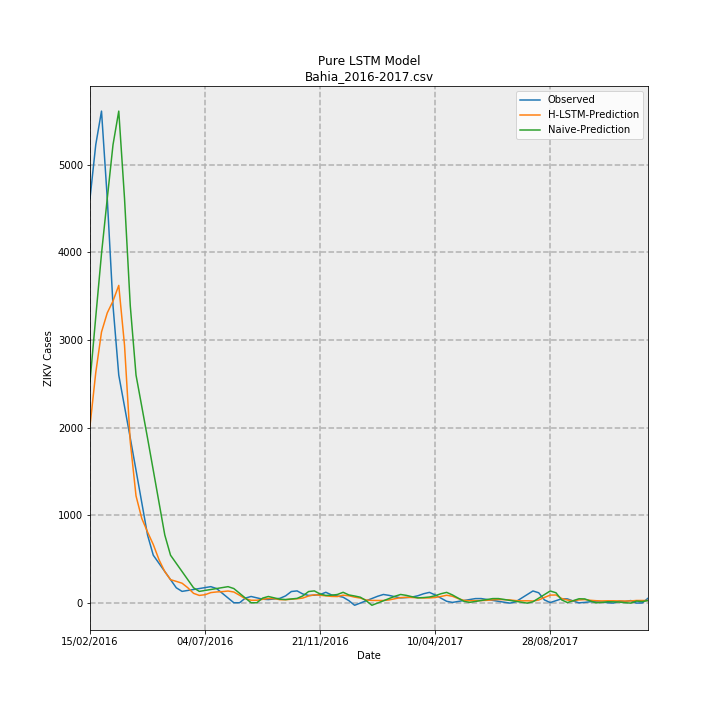 Pure LSTM Model
Bahia_2016-2017.csv
Observed
H-LSTM-Prediction
Naive-Prediction
5000
4000
3000
2000
1000
0
ZIKV Cases
15/02/2016 04/07/2016 21/11/2016 10/04/2017 28/08/2017
Date